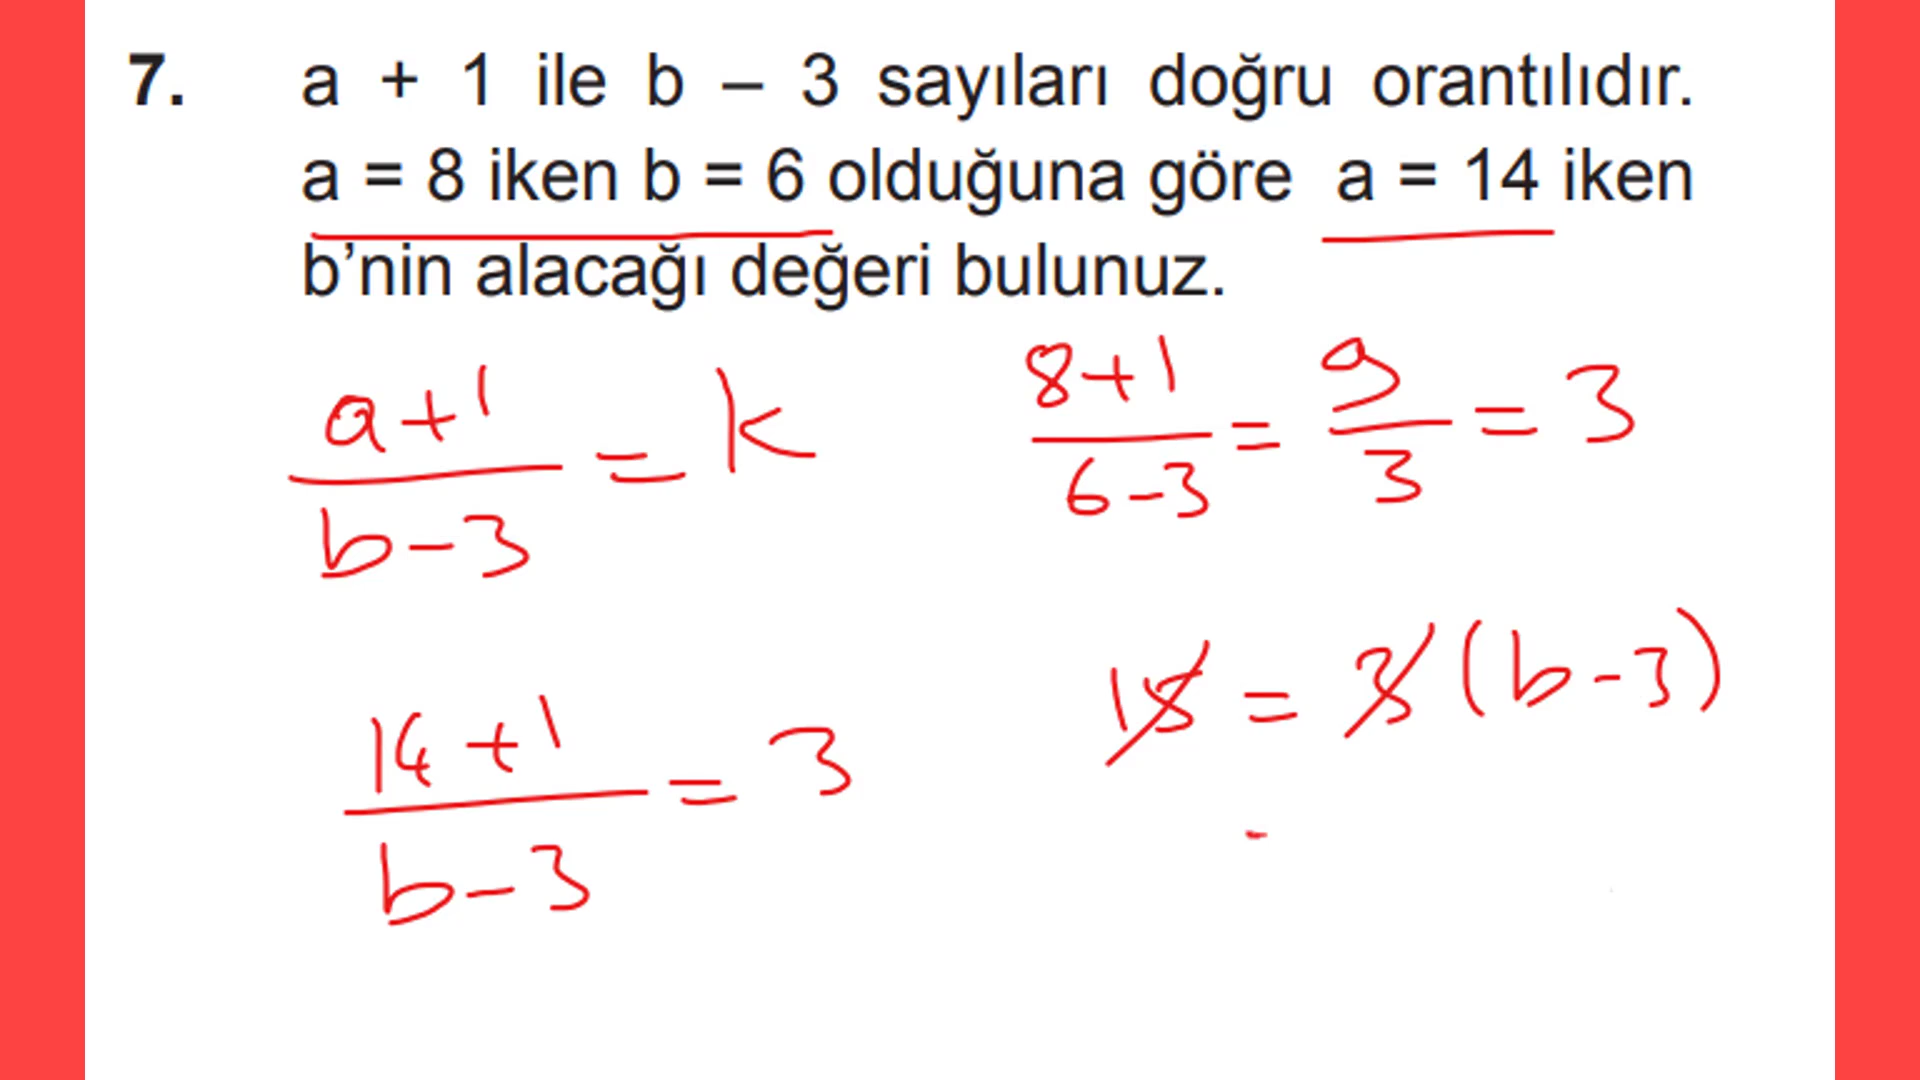 7. a + 1 ile b – 3 sayıları doğru orantılıdır.
a = 8 iken b = 6 olduğuna göre a = 14 iken
b’nin alacağı değeri bulunuz.
a+1
b-3
= k
8+1
6-3
= 9
3
= 3
14+1
b-3
= 3
15 = 3(b-3)
-